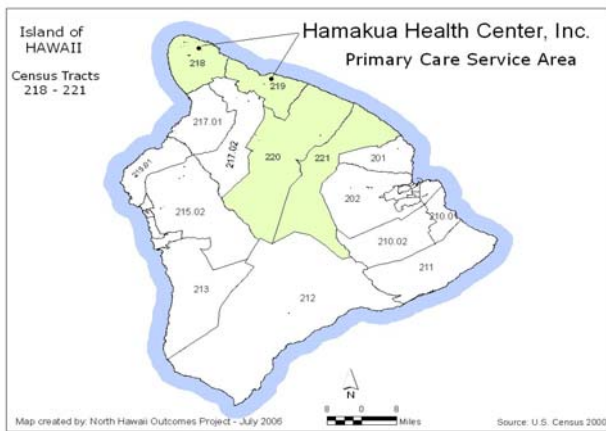 Island of
HAWAII
Census Tracts
218 - 221
Hamakua Health Center, Inc.
Primary Care Service Area
218
219
217.01
217.02
220
221
201
202
215.02
210.01
210.02
211
213
212
N
8 0 8 Miles
Map created by: North Hawaii Outcomes Project - July 2006
Source: U.S. Census 2000